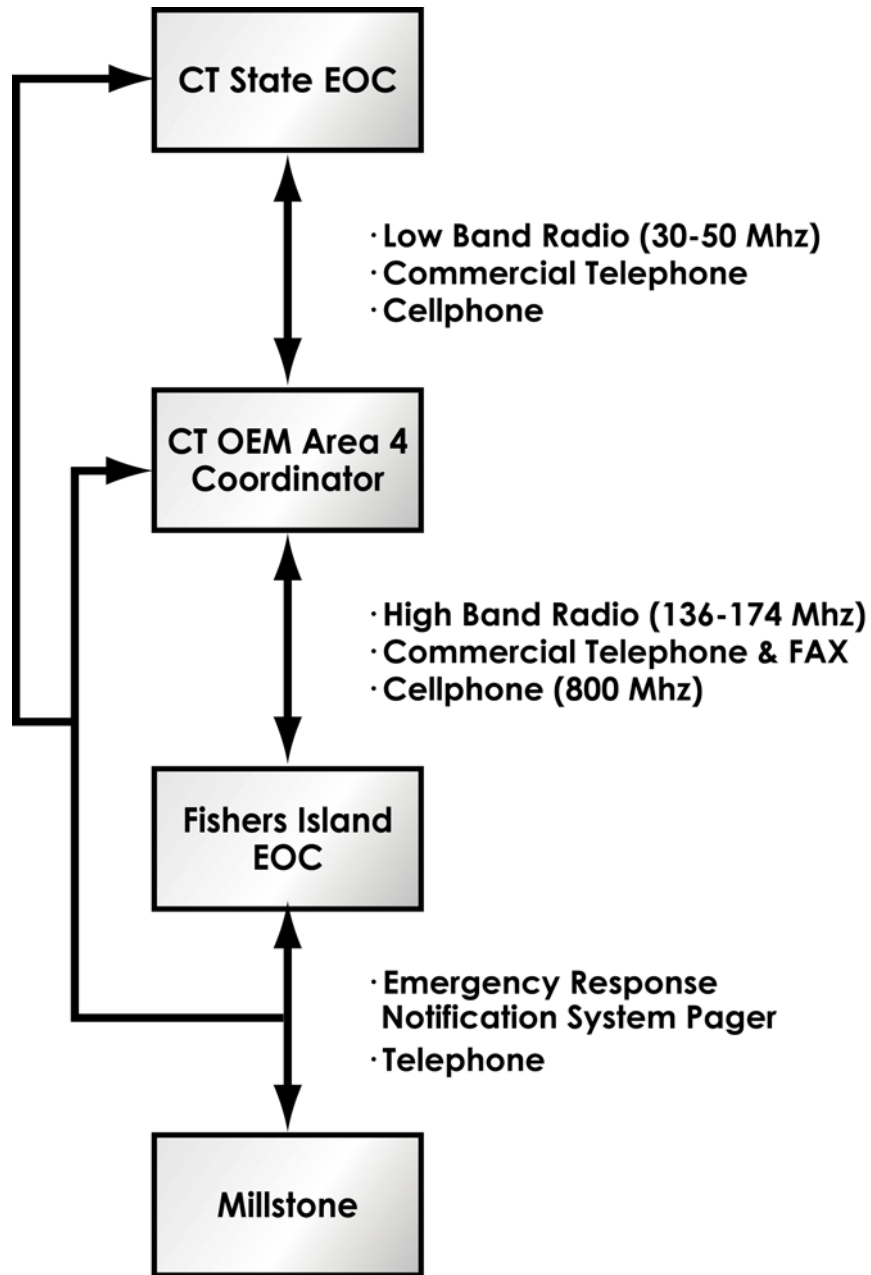 CT State EOC
· Low Band Radio (30-50 Mhz)
· Commercial Telephone
· Cellphone
CT OEM Area 4
Coordinator
· High Band Radio (136-174 Mhz)
· Commercial Telephone & FAX
· Cellphone (800 Mhz)
Fishers Island
EOC
· Emergency Response
Notification System Pager
· Telephone
Millstone